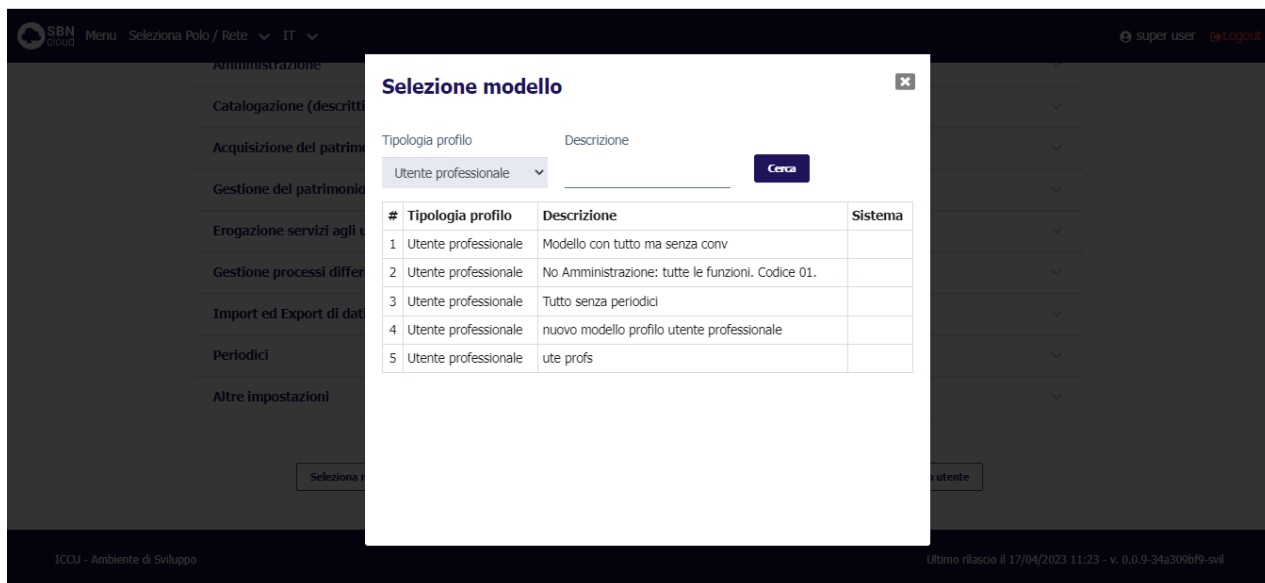 SBN cloud Menu Seleziona Polo / Rete IT super user Logout
Amministrazione
Catalogazione (descritti
Acquisizione del patrimo
Gestione del patrimonio
Erogazione servizi agli u
Gestione processi differ
Import ed Export di dati
Periodici
Altre impostazioni
Seleziona
utente
Selezione modello
Tipologia profilo Descrizione
Utente professionale Cerca
# Tipologia profilo Descrizione Sistema
1 Utente professionale Modello con tutto ma senza conv
2 Utente professionale No Amministrazione: tutte le funzioni. Codice 01.
3 Utente professionale Tutto senza periodici
4 Utente professionale nuovo modello profilo utente professionale
5 Utente professionale ute profs
ICCU - Ambiente di Sviluppo Ultimo rilascio il 17/04/2023 11:23 - v. 0.0.9-34a309bf9-svil